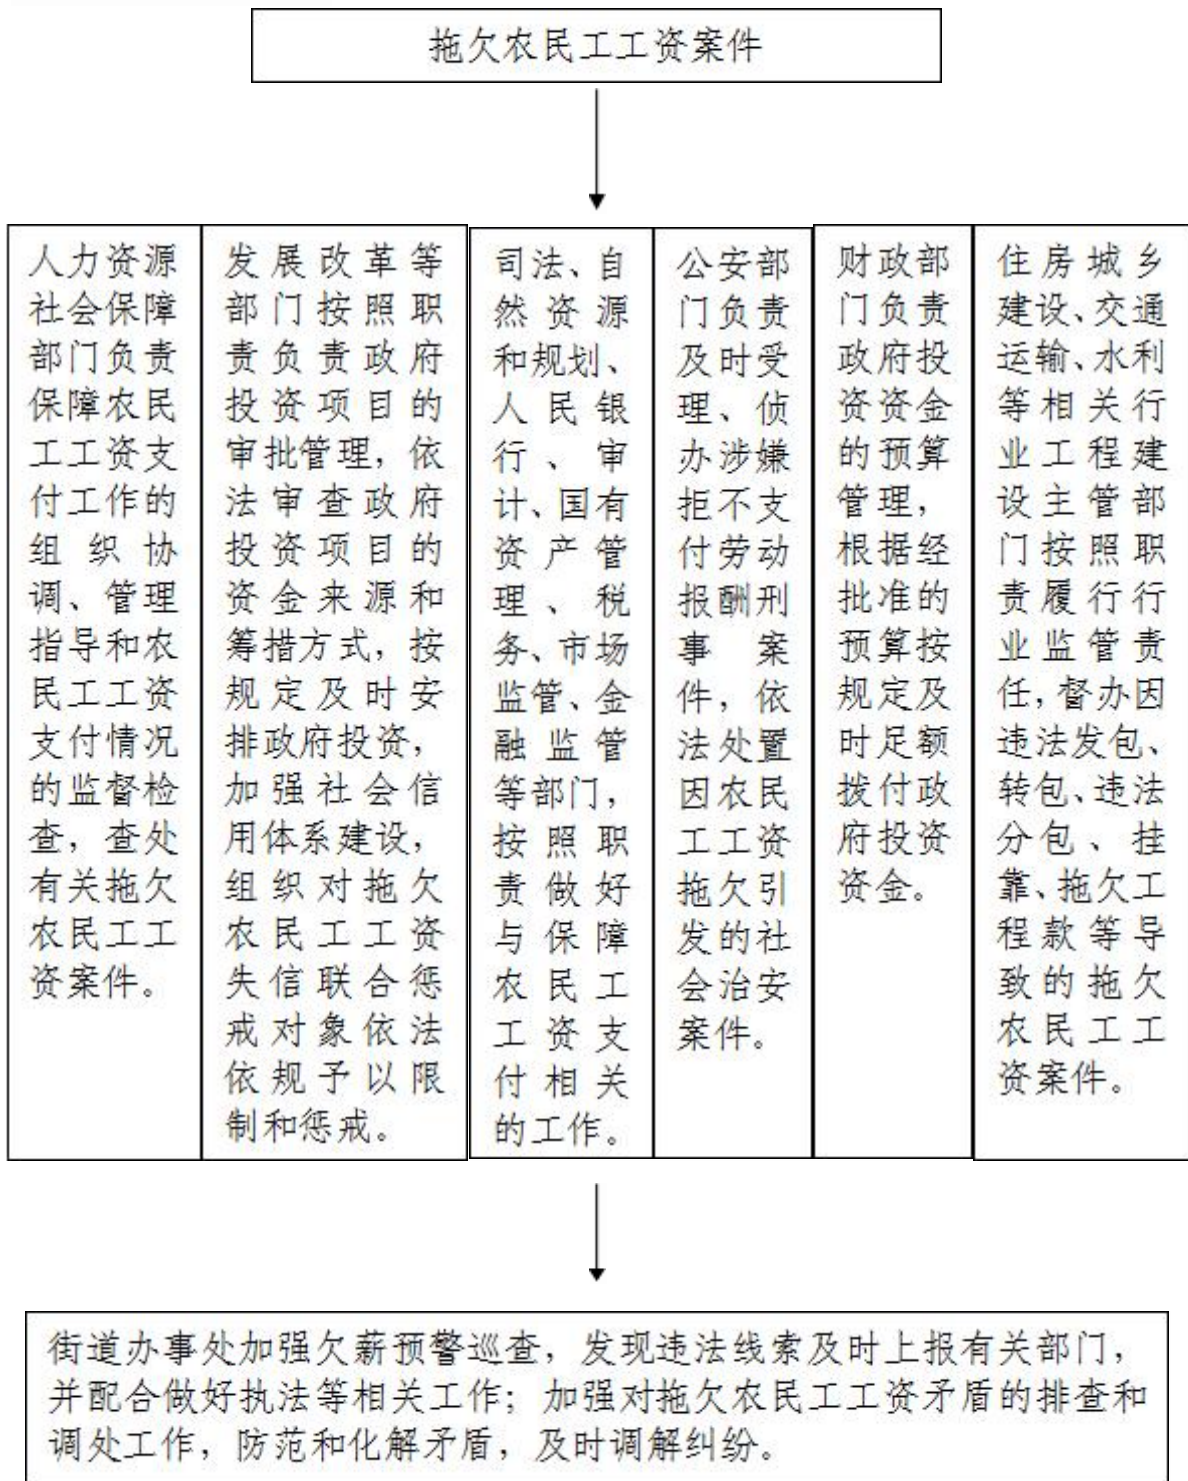 拖欠农民工工资案件
人力资源
社会保障
部门负责
保障农民
工工资支
付工作的
组织协
调、管理
指导和农
民工工资
支付情况
的监督检
查，查处
有关拖欠
农民工工
资案件。
发展改革等
部门按照职
责负责政府
投资项目的
审批管理，依
法审查政府
投资项目的
资金来源和
筹措方式，按
规定及时安
排政府投资，
加强社会信
用体系建设，
组织对拖欠
农民工工资
失信联合惩
戒对象依法
依规予以限
制和惩戒。
司法、自
然资源
和规划、
人民银
行、审
计、国有
资产管
理、税
务、市场
监管、金
融监管
等部门，
按照职
责做好
与保障
农民工
工资支
付相关
的工作。
公安部
门负责
及时受
理、侦
办涉嫌
拒不支
付劳动
报酬刑
事案
件，依
法处置
因农民
工工资
拖欠引
发的社
会治安
案件。
财政部
门负责
政府投
资资金
的预算
管理，
根据经
批准的
预算按
规定及
时足额
拨付政
府投资
资金。
住房城乡
建设、交通
运输、水利
等相关行
业工程建
设主管部
门按照职
责履行行
业监管责
任，督办因
违法发包、
转包、违法
分包、挂
靠、拖欠工
程款等导
致的拖欠
农民工工
资案件。
街道办事处加强欠薪预警巡查，发现违法线索及时上报有关部门，
并配合做好执法等相关工作；加强对拖欠农民工工资矛盾的排查和
调处工作，防范和化解矛盾，及时调解纠纷。